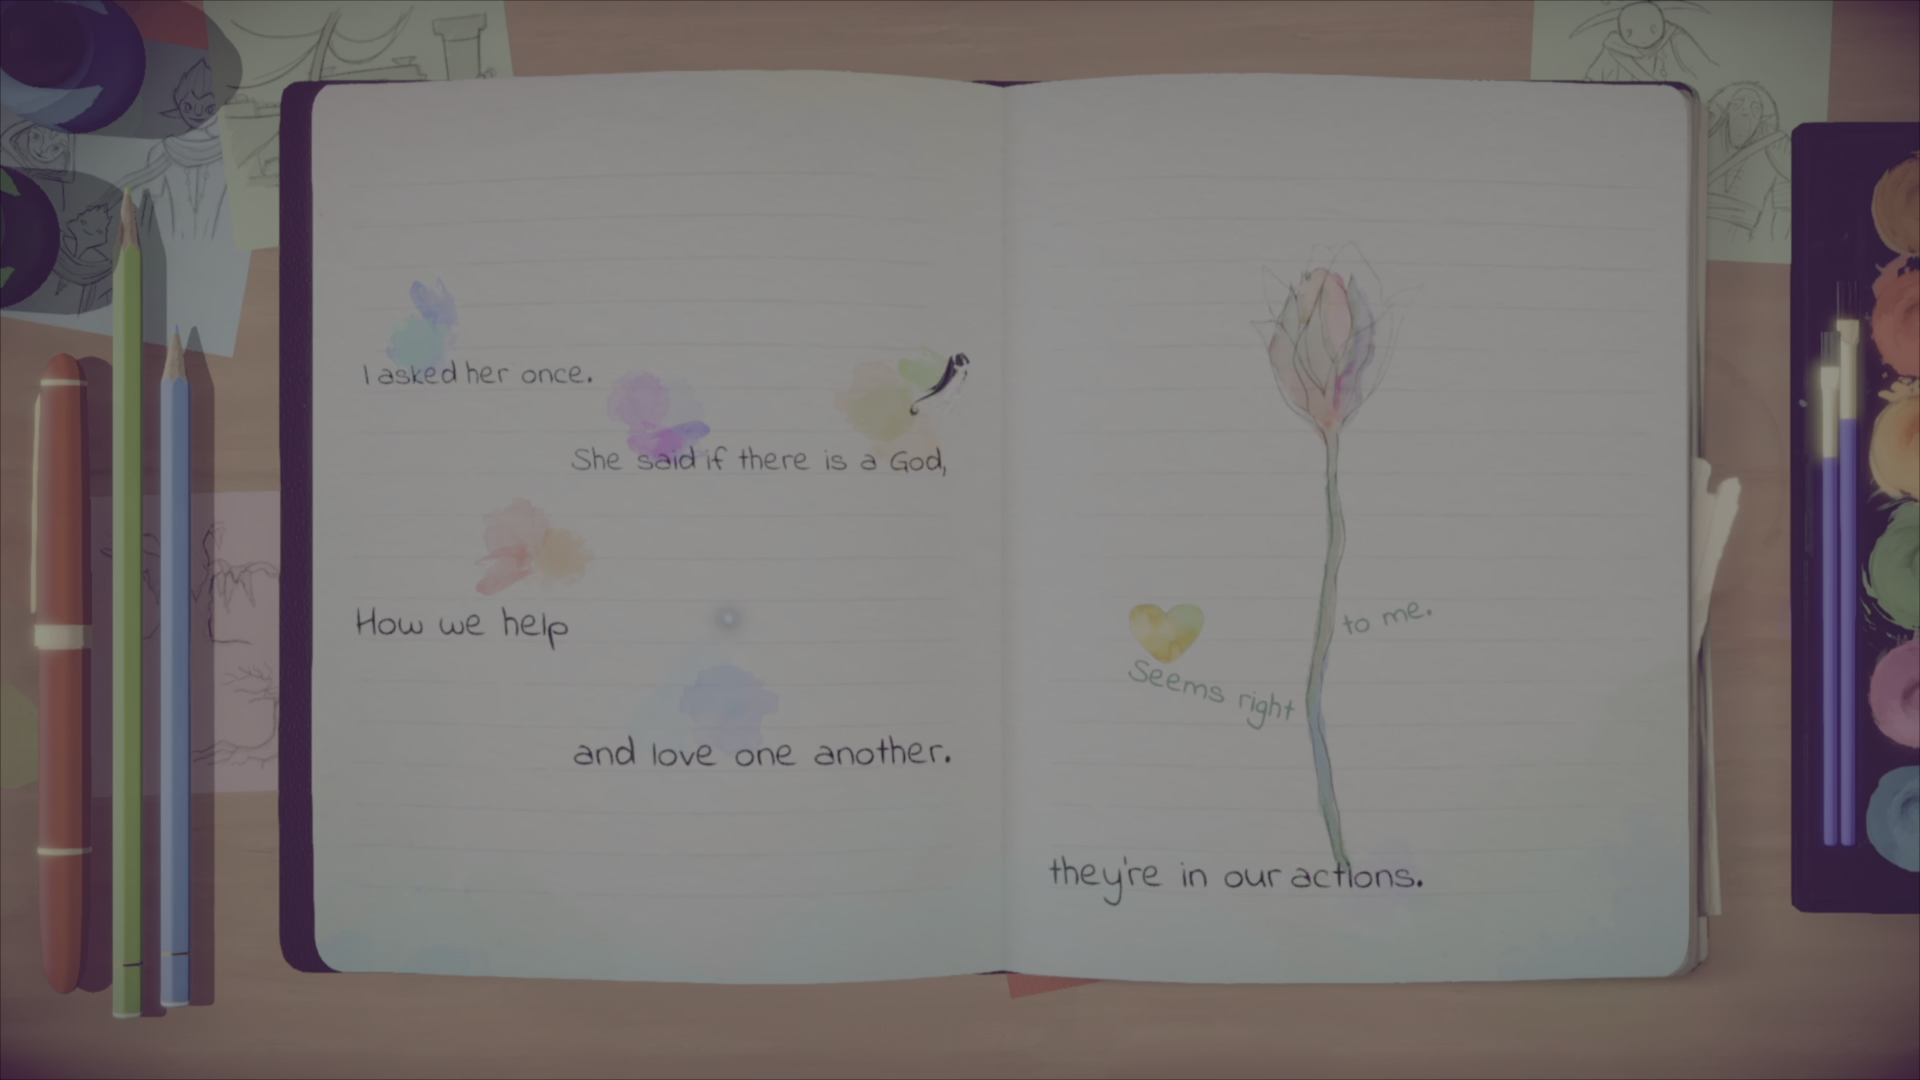 I asked her once.
She said if there is a God,
How we help
and love one another.
they're in our actions.
Seems right
to me.